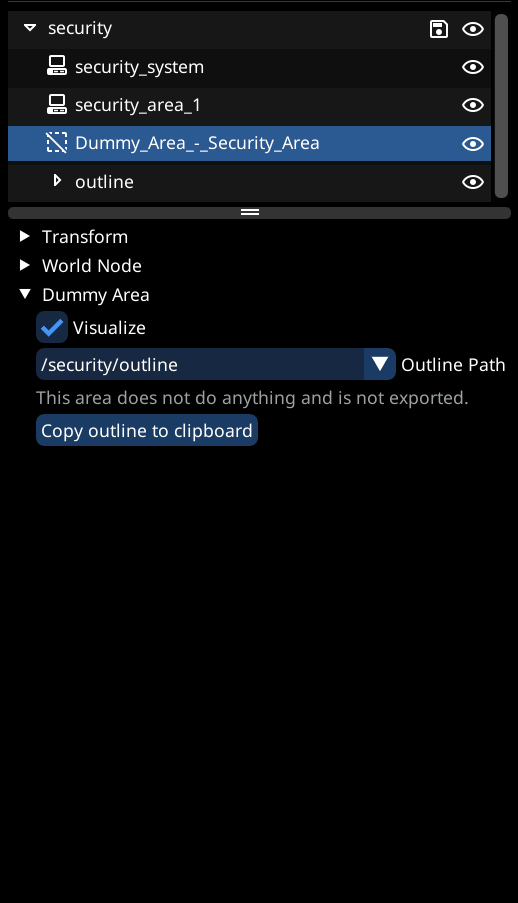 security
security_system
security_area_1
Dummy_Area_-_Security_Area
outline
Transform
World Node
Dummy Area
Visualize
/security/outline Outline Path
This area does not do anything and is not exported.
Copy outline to clipboard